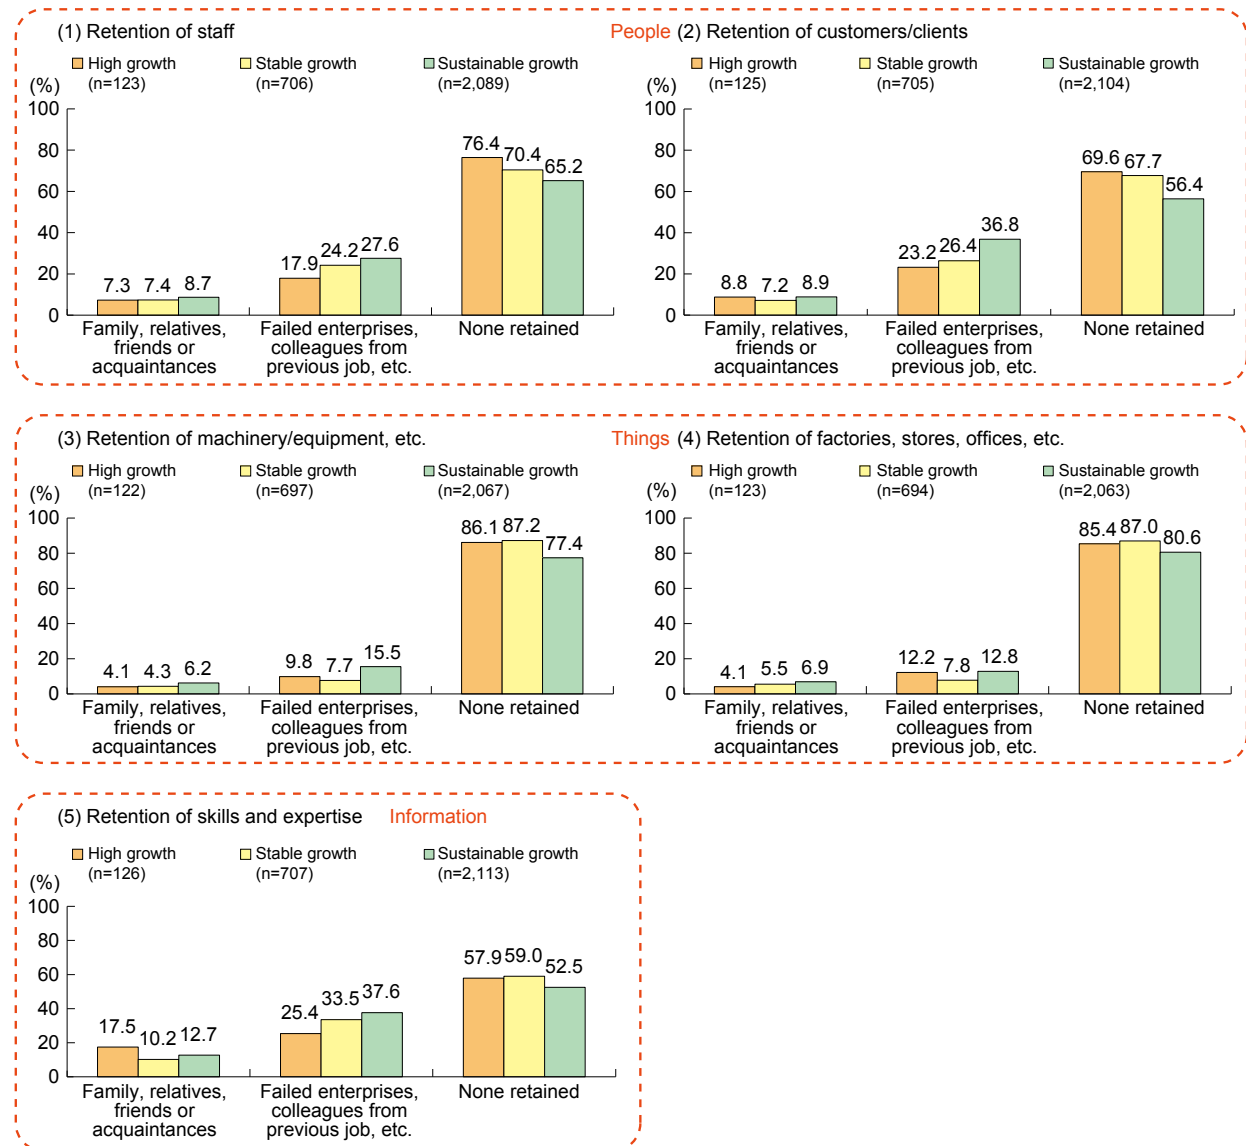 (1) Retention of staff
People
(2) Retention of customers/clients
High growth
(n=123)
Stable growth
(n=706)
Sustainable growth
(n=2,089)
(%)
100
80
60
40
20
0
7.3
7.4
8.7
17.9
24.2
27.6
76.4
70.4
65.2
Family, relatives,
friends or
acquaintances
Failed enterprises,
colleagues from
previous job, etc.
None retained
High growth
(n=125)
Stable growth
(n=705)
Sustainable growth
(n=2,104)
(%)
100
80
60
40
20
0
8.8
7.2
8.9
23.2
26.4
36.8
69.6
67.7
56.4
Family, relatives,
friends or
acquaintances
Failed enterprises,
colleagues from
previous job, etc.
None retained
(3) Retention of machinery/equipment, etc.
Things
(4) Retention of factories, stores, offices, etc.
High growth
(n=122)
Stable growth
(n=697)
Sustainable growth
(n=2,067)
(%)
100
80
60
40
20
0
4.1
4.3
6.2
9.8
7.7
15.5
86.1
87.2
77.4
Family, relatives,
friends or
acquaintances
Failed enterprises,
colleagues from
previous job, etc.
None retained
High growth
(n=123)
Stable growth
(n=694)
Sustainable growth
(n=2,063)
(%)
100
80
60
40
20
0
4.1
5.5
6.9
12.2
7.8
12.8
85.4
87.0
80.6
Family, relatives,
friends or
acquaintances
Failed enterprises,
colleagues from
previous job, etc.
None retained
(5) Retention of skills and expertise
Information
High growth
(n=126)
Stable growth
(n=707)
Sustainable growth
(n=2,113)
(%)
100
80
60
40
20
0
17.5
10.2
12.7
25.4
33.5
37.6
57.9
59.0
52.5
Family, relatives,
friends or
acquaintances
Failed enterprises,
colleagues from
previous job, etc.
None retained